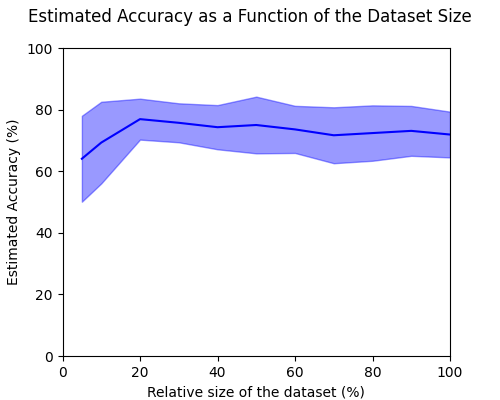 Estimated Accuracy as a Function of the Dataset Size
100
80
60
40
20
0
Estimated Accuracy (%)
0 20 40 60 80 100
Relative size of the dataset (%)